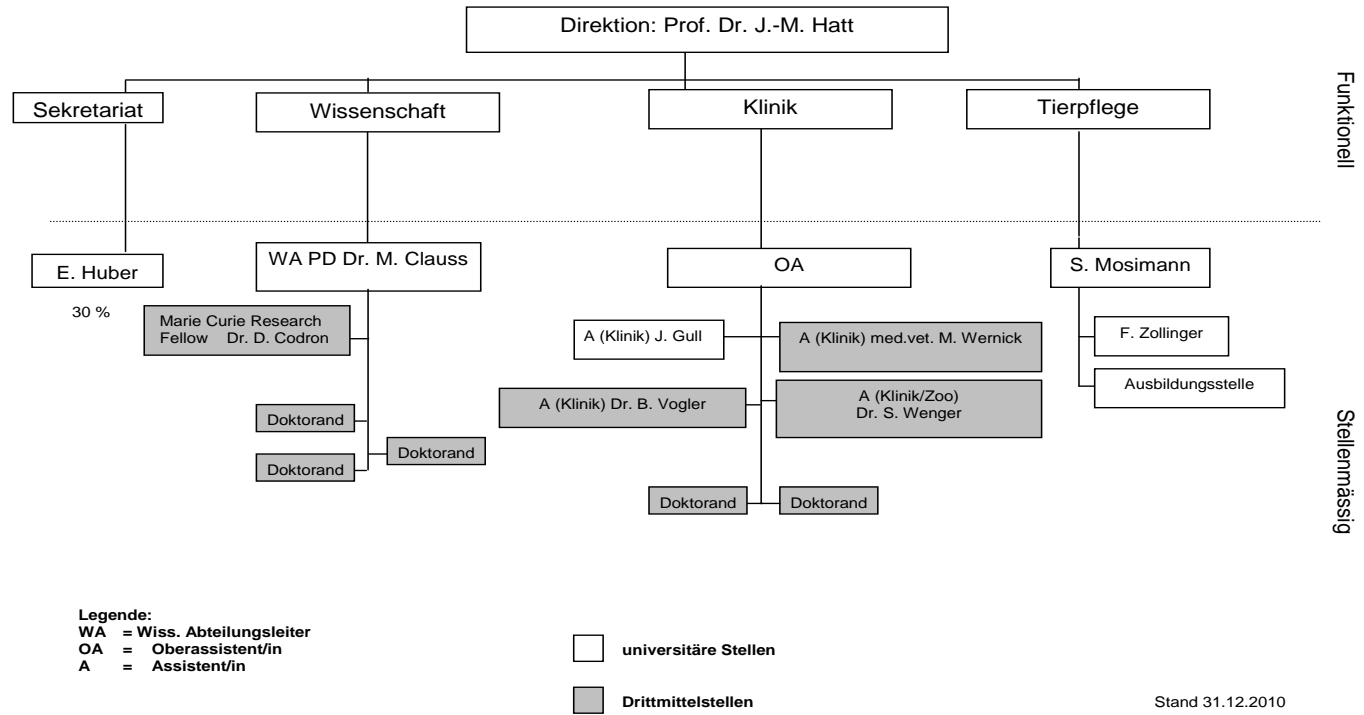 Direktion: Prof. Dr. J.-M. Hatt
Sekretariat
Wissenschaft
Klinik
Tierpflege
Funktionell
E. Huber
30 %
WA PD Dr. M. Clauss
OA
S. Mosimann
Marie Curie Research
Fellow Dr. D. Codron
A (Klinik) J. Gull
A (Klinik) med.vet. M. Wernick
F. Zollinger
A (Klinik) Dr. B. Vogler
A (Klinik/Zoo)
Dr. S. Wenger
Ausbildungsstelle
Doktorand
Doktorand
Doktorand
Doktorand
Doktorand
Stellenmässig
Legende:
WA = Wiss. Abteilungsleiter
OA = Oberassistent/in
A = Assistent/in
universitäre Stellen
Drittmittelstellen
Stand 31.12.2010